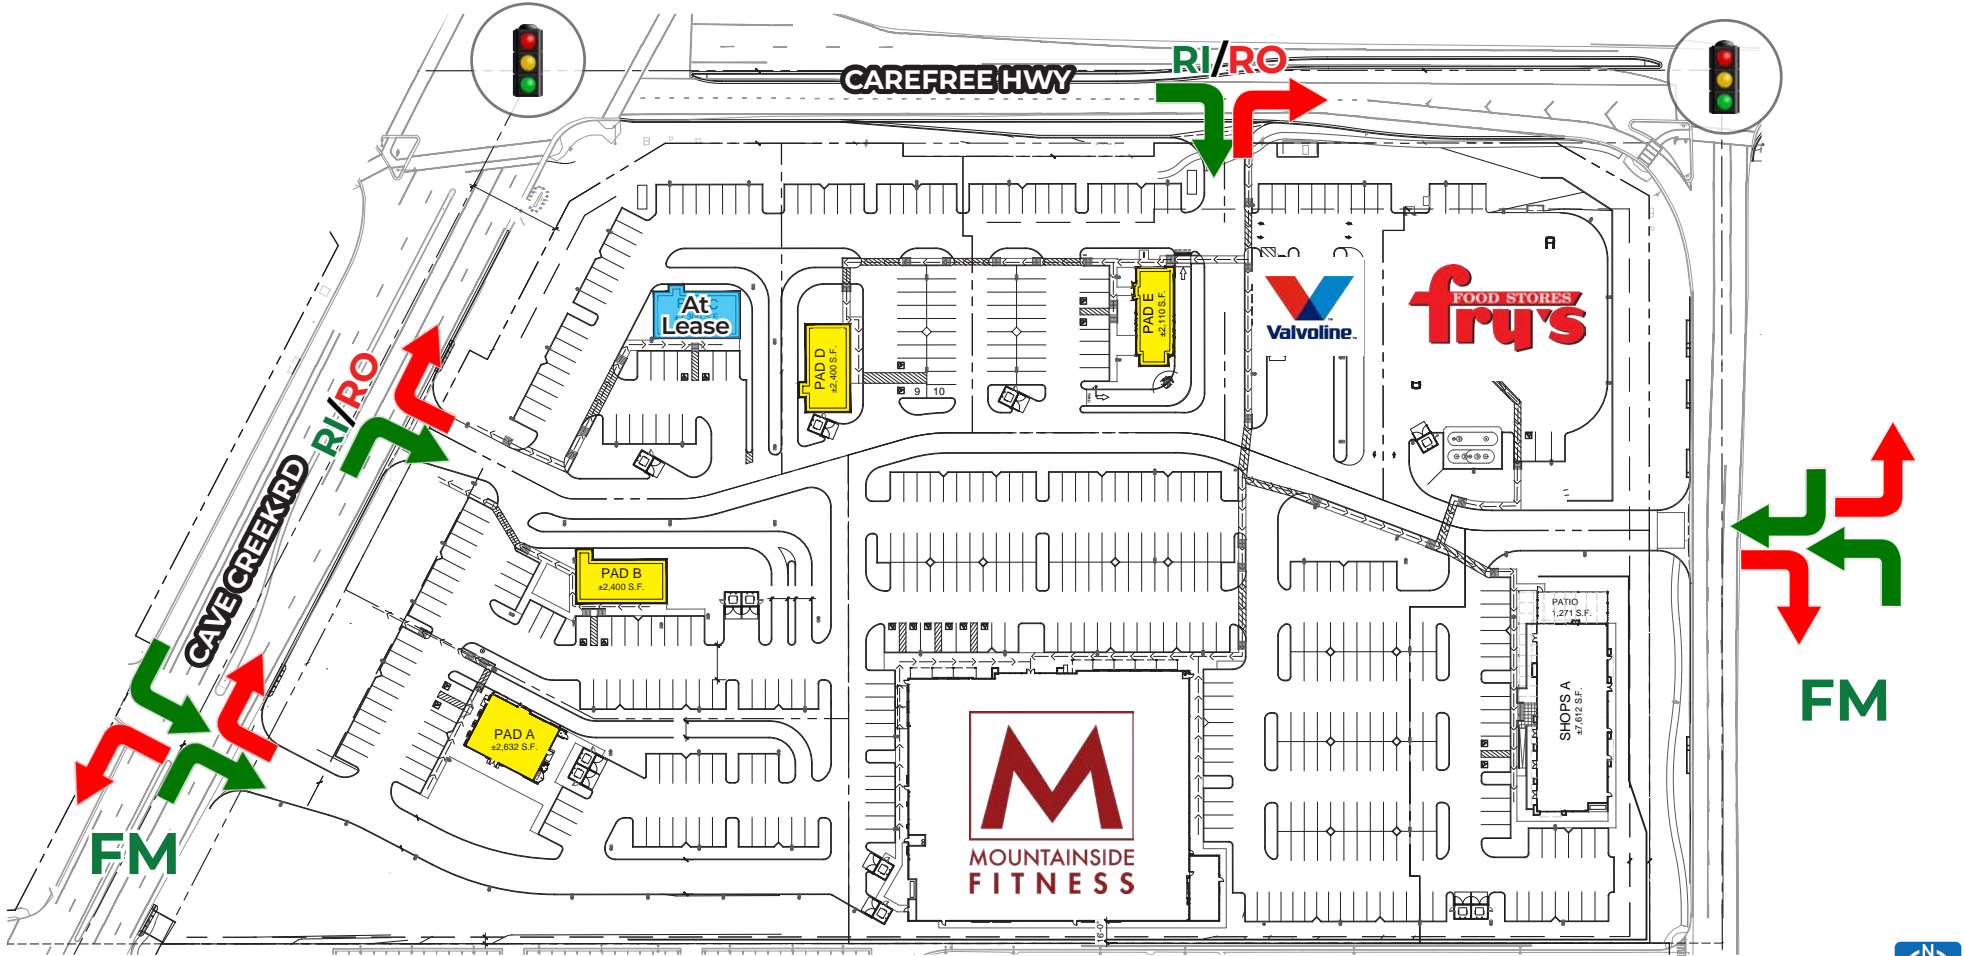 RI/RO
CAREFREE HWY
At
Lease
PAD D
±2,400 S.F.
9 10
PAD E
±2,110 S.F.
Valvoline
FOOD STORES
fry's
RI/RO
CAVE CREEK RD
PAD B
±2,400 S.F.
PATIO
1,271 S.F.
SHOPS A
±7,612 S.F.
PAD A
±2,632 S.F.
FM
FM
M
MOUNTAINSIDE
FITNESS
16'-0"
N